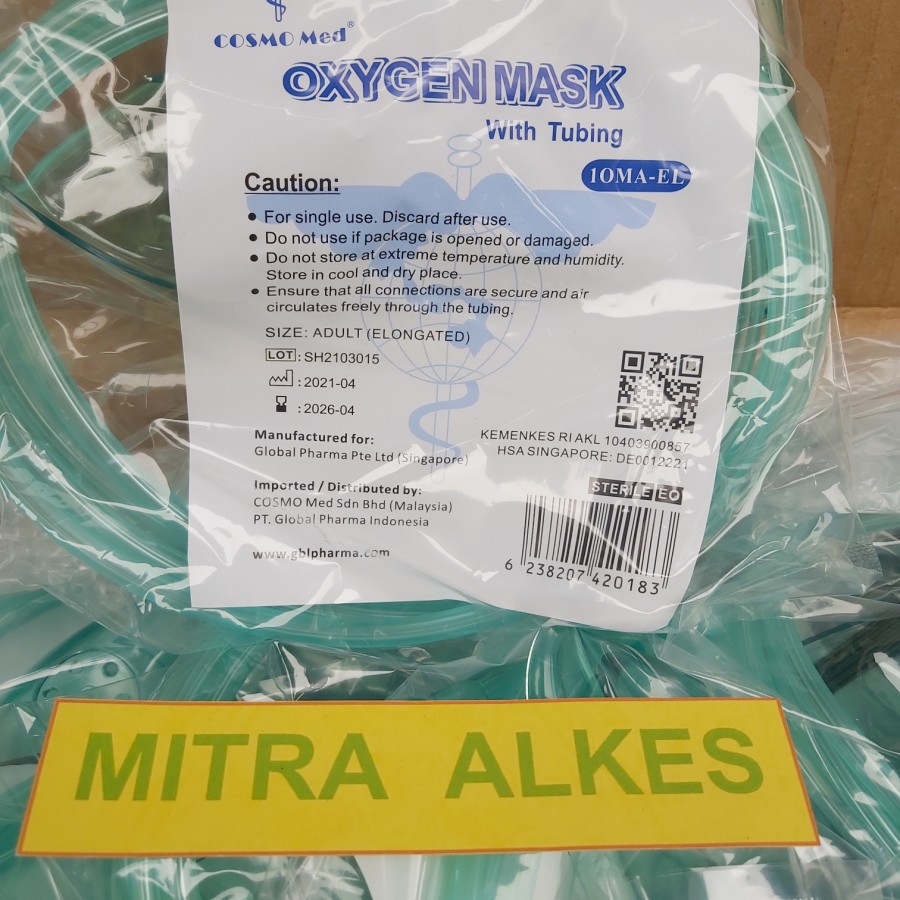 COSMO Med®
OXYGEN MASK
With Tubing
1OMA-EL
Caution:
• For single use. Discard after use.
• Do not use if package is opened or damaged.
• Do not store at extreme temperature and humidity.
Store in cool and dry place.
• Ensure that all connections are secure and air
circulates freely through the tubing.
SIZE: ADULT (ELONGATED)
LOT: SH2103015
: 2021-04
: 2026-04
Manufactured for:
Global Pharma Pte Ltd (Singapore)
KEMENKES RI AKL 10403900857
HSA SINGAPORE: DE0012221
Imported / Distributed by:
COSMO Med Sdn Bhd (Malaysia)
PT. Global Pharma Indonesia
STERILE EO
www.gblpharma.com
6 238207 420183
MITRA ALKES